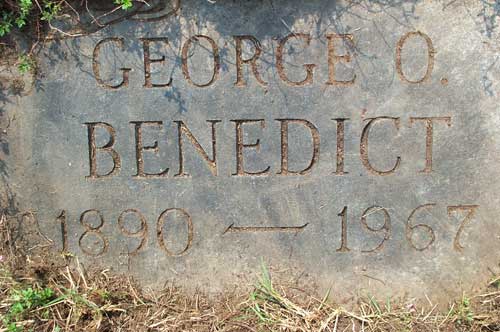 GEORGE O.
BENEDICT
1890 — 1967